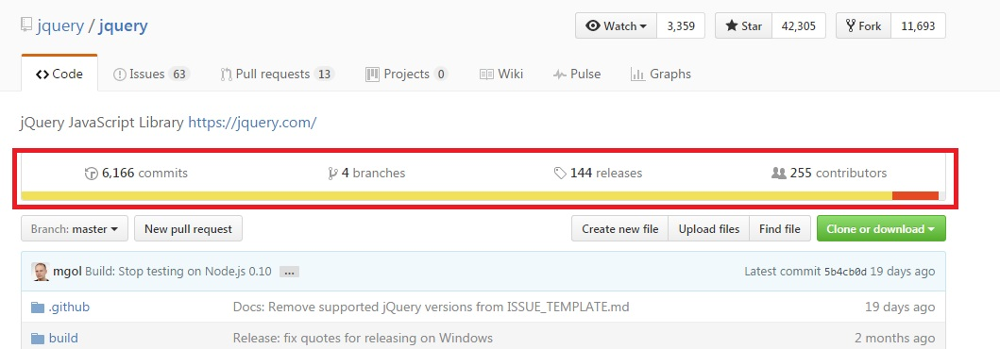 jquery / jquery Watch 3,359 Star 42,305 Fork 11,693
Code Issues 63 Pull requests 13 Projects 0 Wiki Pulse Graphs
jQuery JavaScript Library https://jquery.com/
6,166 commits 4 branches 144 releases 255 contributors
Branch: master New pull request Create new file Upload files Find file Clone or download
mgol Build: Stop testing on Node.js 0.10 ... Latest commit 5b4cb0d 19 days ago
.github Docs: Remove supported jQuery versions from ISSUE_TEMPLATE.md 19 days ago
build Release: fix quotes for releasing on Windows 2 months ago